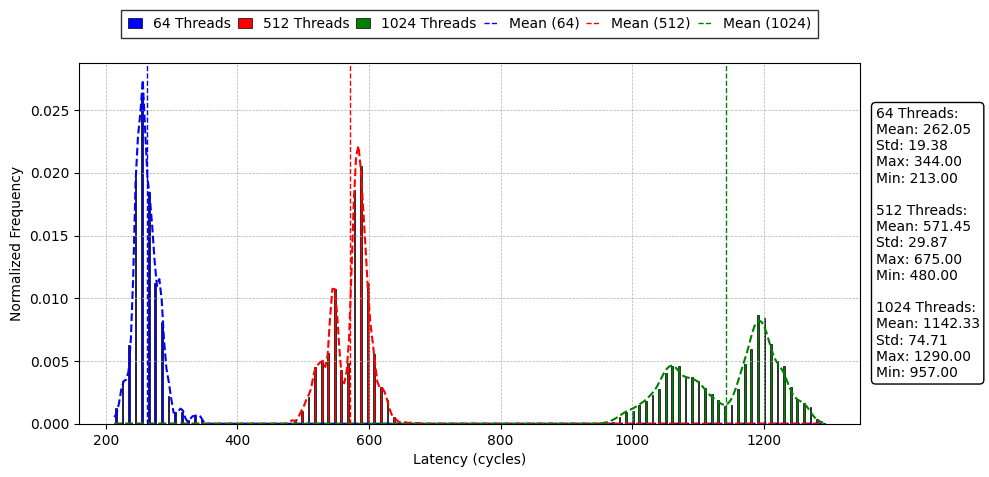 64 Threads 512 Threads 1024 Threads Mean (64) Mean (512) Mean (1024)
0.025
0.020
0.015
0.010
0.005
0.000
Normalized Frequency
200 400 600 800 1000 1200
Latency (cycles)
64 Threads:
Mean: 262.05
Std: 19.38
Max: 344.00
Min: 213.00
512 Threads:
Mean: 571.45
Std: 29.87
Max: 675.00
Min: 480.00
1024 Threads:
Mean: 1142.33
Std: 74.71
Max: 1290.00
Min: 957.00